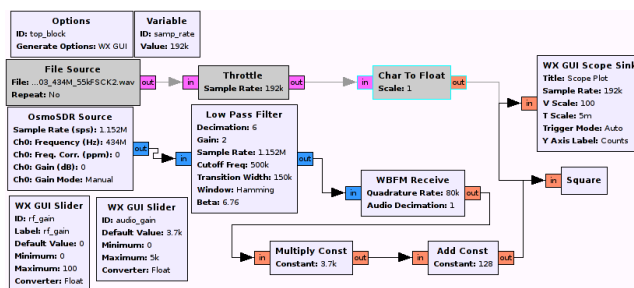 Options
ID: top_block
Generate Options: WX GUI
Variable
ID: samp_rate
Value: 192k
File Source
File: ...03_434M_55kFSCK2.wav
Repeat: No
out
in
Throttle
Sample Rate: 192k
out
in
Char To Float
Scale: 1
out
in
WX GUI Scope Sink
Title: Scope Plot
Sample Rate: 192k
V Scale: 100
T Scale: 5m
Trigger Mode: Auto
Y Axis Label: Counts
OsmoSDR Source
Sample Rate (sps): 1.152M
Ch0: Frequency (Hz): 434M
Ch0: Freq. Corr. (ppm): 0
Ch0: Gain (dB): 0
Ch0: Gain Mode: Manual
out
in
Low Pass Filter
Decimation: 6
Gain: 2
Sample Rate: 1.152M
Cutoff Freq: 500k
Transition Width: 150k
Window: Hamming
Beta: 6.76
out
in
WBFM Receive
Quadrature Rate: 80k
Audio Decimation: 1
out
in
Square
WX GUI Slider
ID: rf_gain
Label: rf_gain
Default Value: 0
Minimum: 0
Maximum: 100
Converter: Float
WX GUI Slider
ID: audio_gain
Default Value: 3.7k
Minimum: 0
Maximum: 5k
Converter: Float
in
Multiply Const
Constant: 3.7k
out
in
Add Const
Constant: 128
out